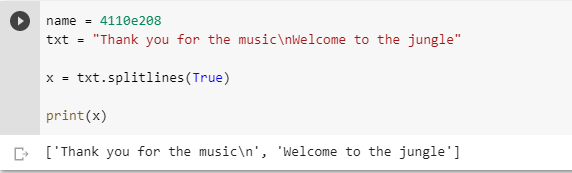 name = 4110e208
txt = "Thank you for the music\nWelcome to the jungle"
x = txt.splitlines(True)
print(x)
['Thank you for the music\n', 'Welcome to the jungle']